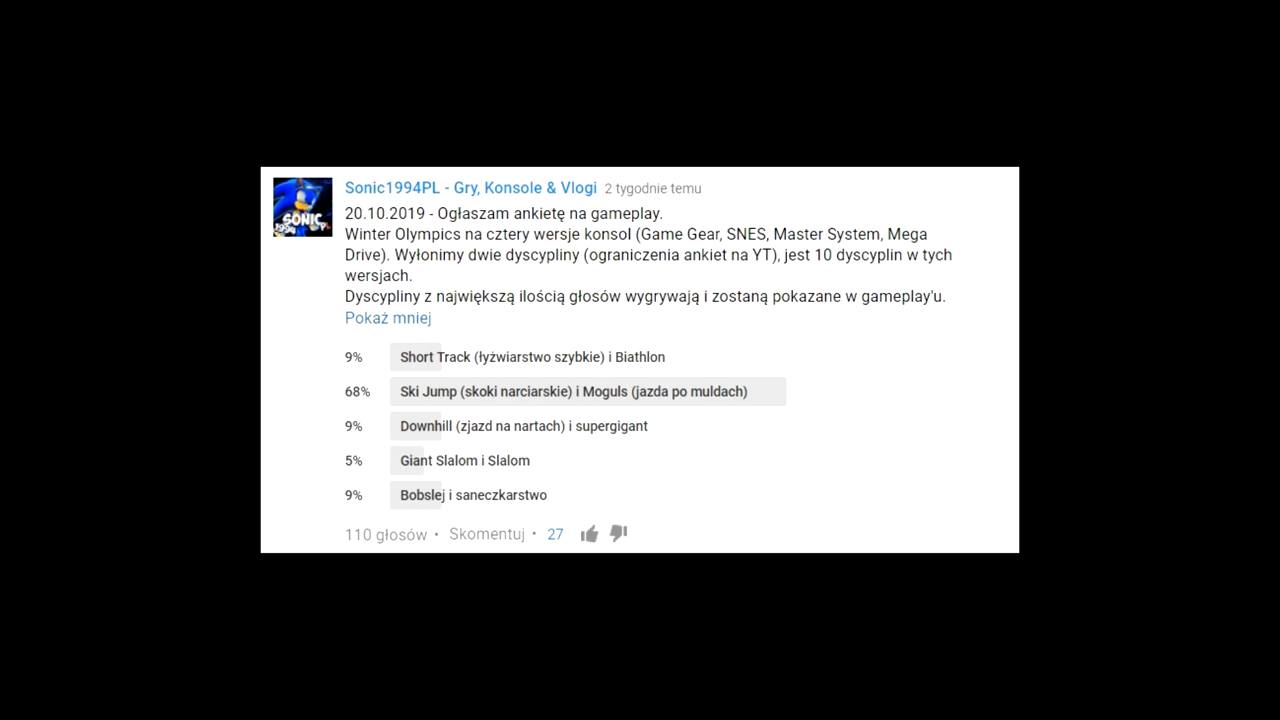 Sonic1994PL - Gry, Konsole & Vlogi 2 tygodnie temu
20.10.2019 - Ogłaszam ankietę na gameplay.
Winter Olympics na cztery wersje konsol (Game Gear, SNES, Master System, Mega
Drive). Wyłonimy dwie dyscypliny (ograniczenia ankiet na YT), jest 10 dyscyplin w tych
wersjach.
Dyscypliny z największą ilością głosów wygrywają i zostaną pokazane w gameplay'u.
Pokaż mniej
9% Short Track (łyżwiarstwo szybkie) i Biathlon
68% Ski Jump (skoki narciarskie) i Moguls (jazda po muldach)
9% Downhill (zjazd na nartach) i supergigant
5% Giant Slalom i Slalom
9% Bobslej i saneczkarstwo
110 głosów • Skomentuj • 27
SONIC
1994